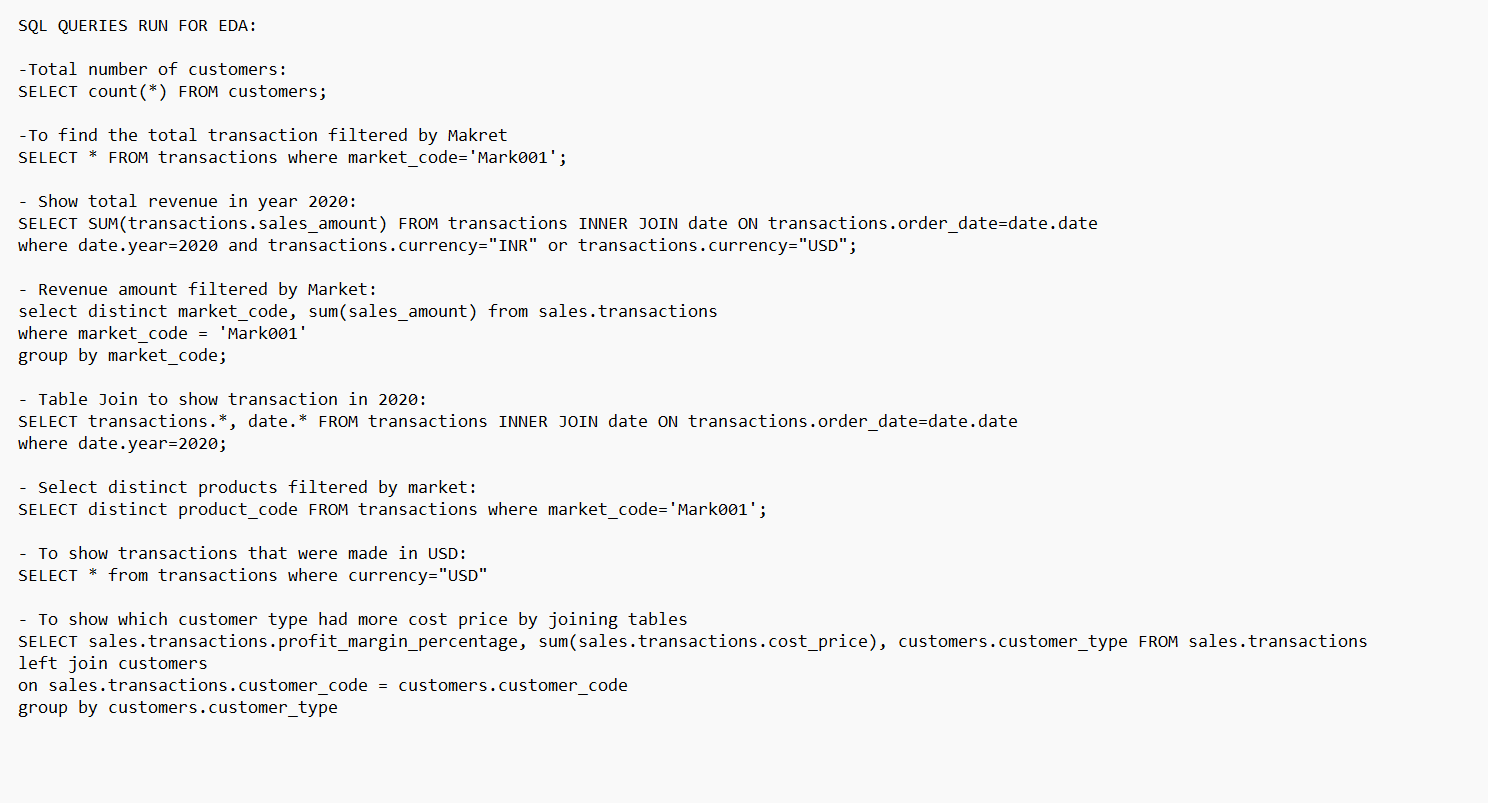 SQL QUERIES RUN FOR EDA:
-Total number of customers:
SELECT count(*) FROM customers;
-To find the total transaction filtered by Makret
SELECT * FROM transactions where market_code='Mark001';
- Show total revenue in year 2020:
SELECT SUM(transactions.sales_amount) FROM transactions INNER JOIN date ON transactions.order_date=date.date
where date.year=2020 and transactions.currency="INR" or transactions.currency="USD";
- Revenue amount filtered by Market:
select distinct market_code, sum(sales_amount) from sales.transactions
where market_code = 'Mark001'
group by market_code;
- Table Join to show transaction in 2020:
SELECT transactions.*, date.* FROM transactions INNER JOIN date ON transactions.order_date=date.date
where date.year=2020;
- Select distinct products filtered by market:
SELECT distinct product_code FROM transactions where market_code='Mark001';
- To show transactions that were made in USD:
SELECT * from transactions where currency="USD"
- To show which customer type had more cost price by joining tables
SELECT sales.transactions.profit_margin_percentage, sum(sales.transactions.cost_price), customers.customer_type FROM sales.transactions
left join customers
on sales.transactions.customer_code = customers.customer_code
group by customers.customer_type